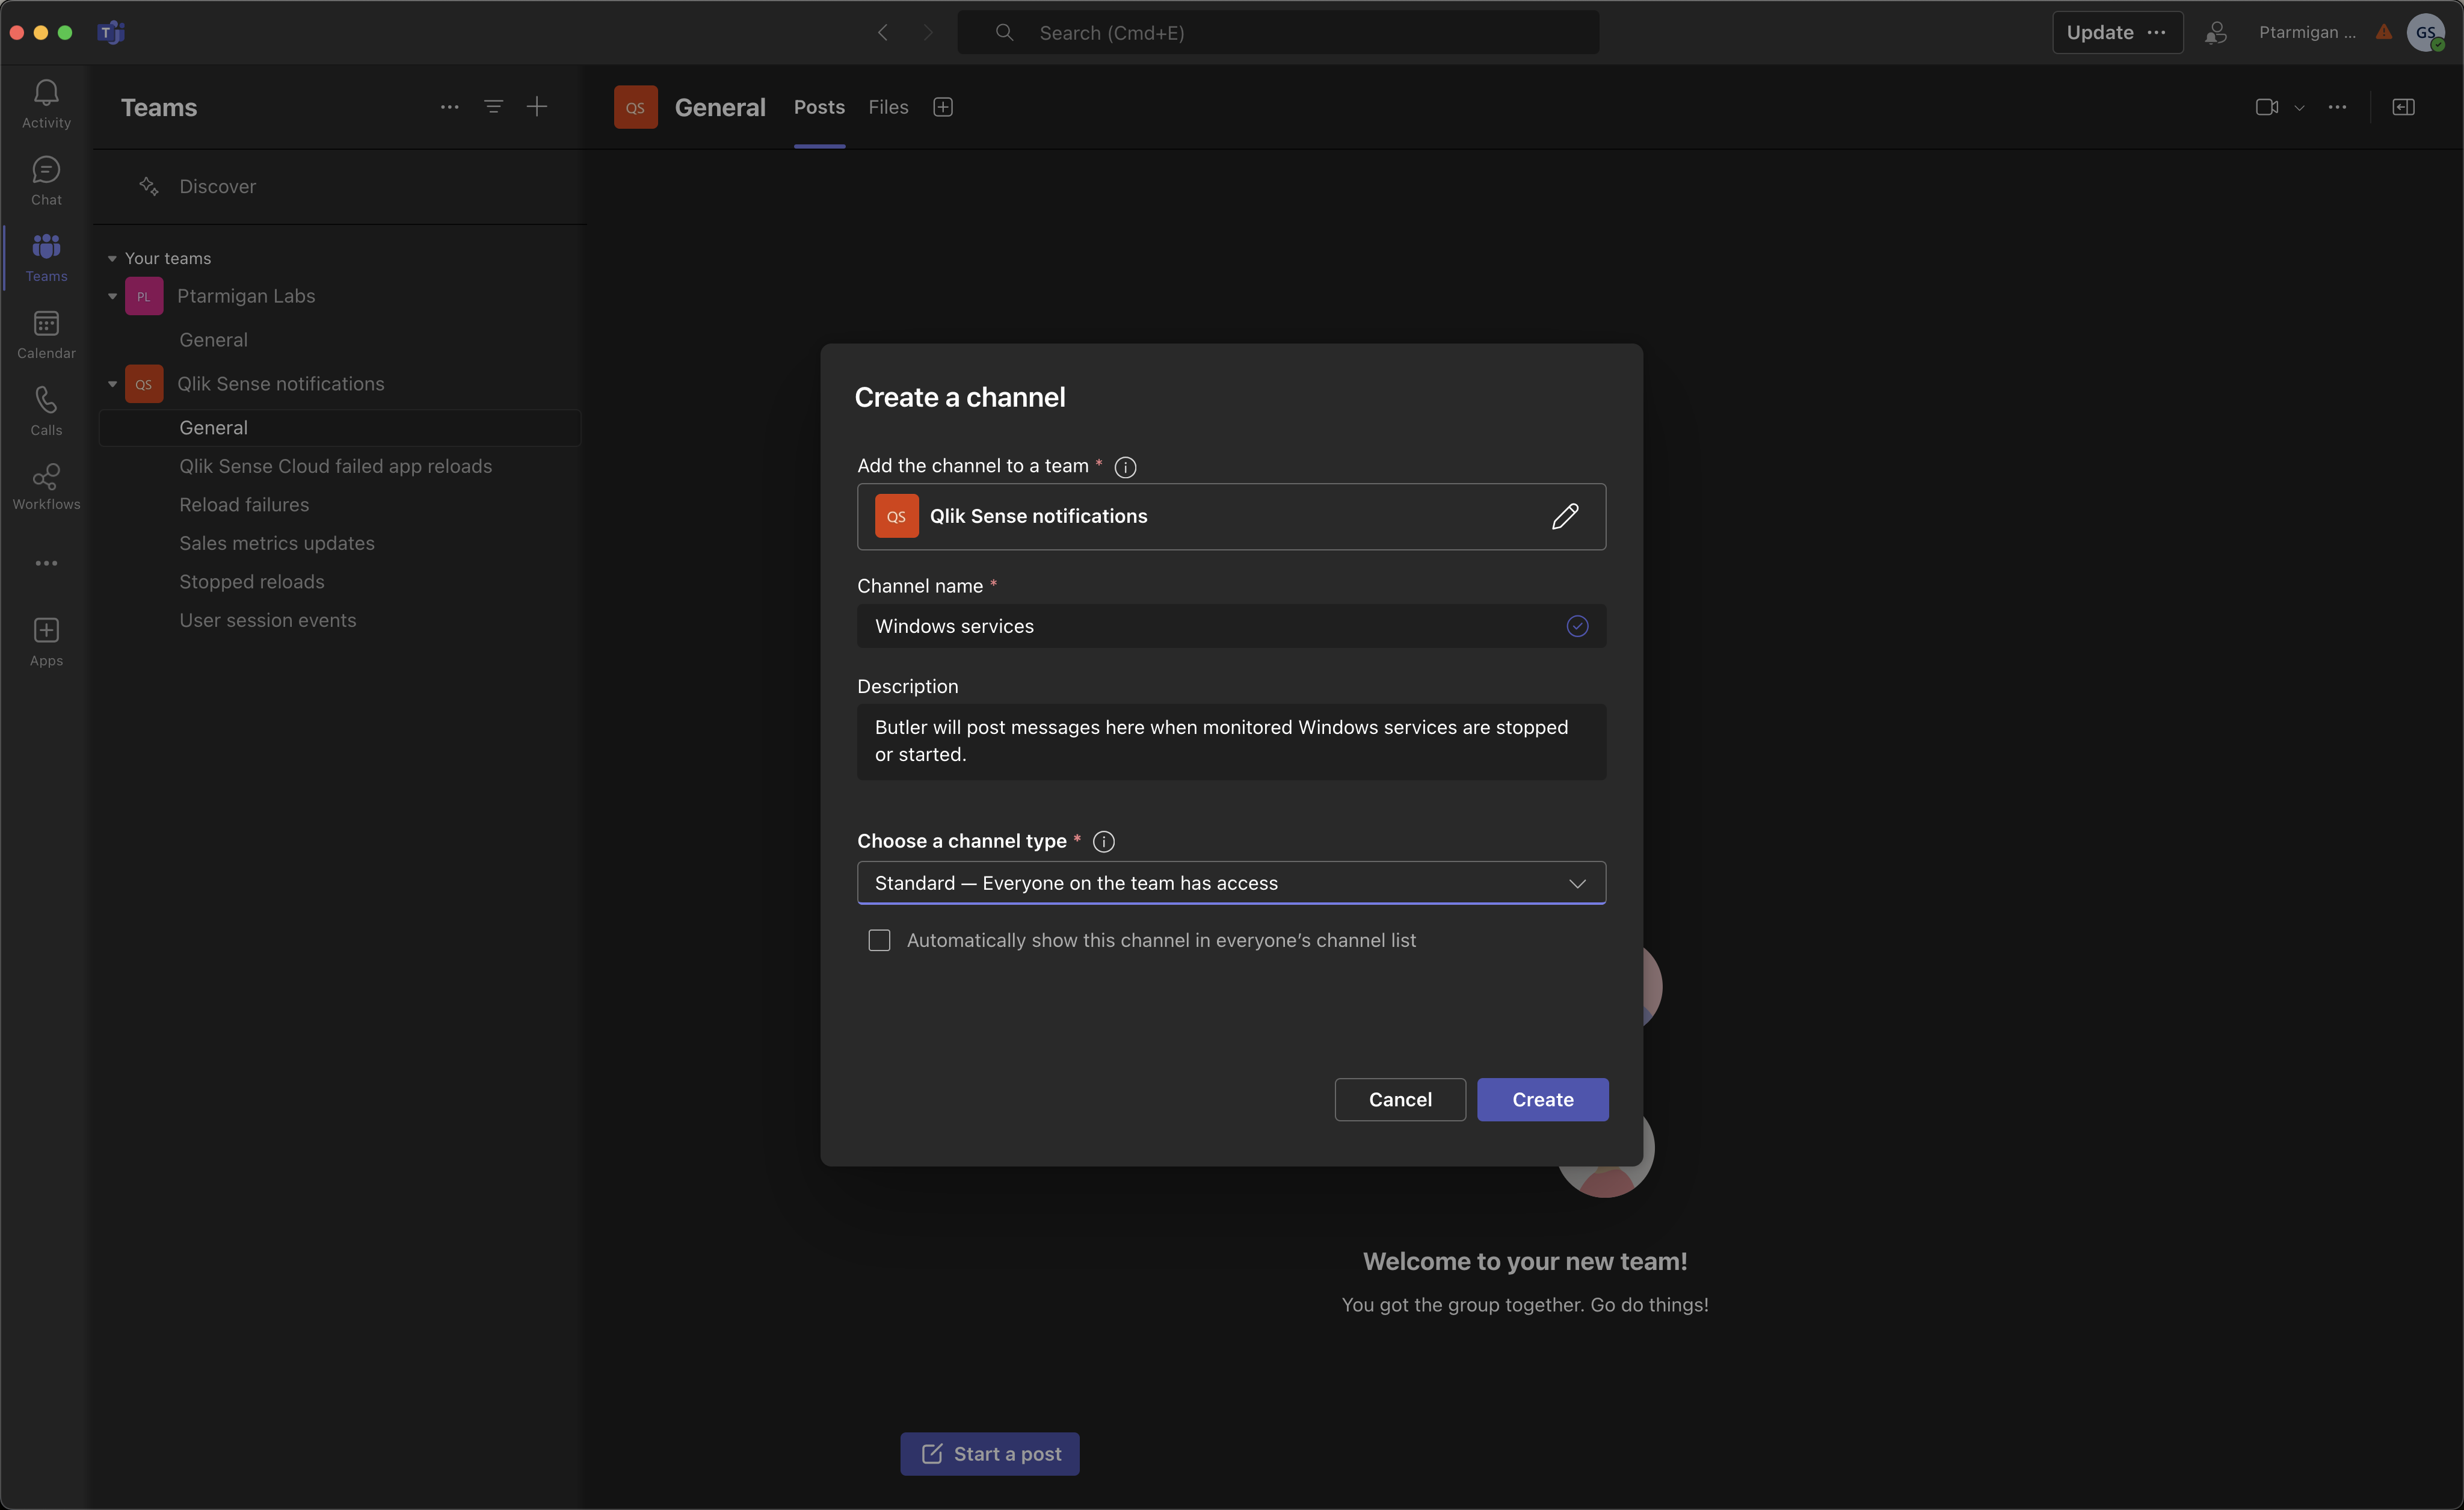 Search (Cmd+E)
Update
Ptarmigan ...
GS
Activity
Chat
Teams
Calendar
Calls
Workflows
Apps
Teams
Discover
Your teams
PL Ptarmigan Labs
General
QS Qlik Sense notifications
General
Qlik Sense Cloud failed app reloads
Reload failures
Sales metrics updates
Stopped reloads
User session events
QS General Posts Files
Create a channel
Add the channel to a team *
QS Qlik Sense notifications
Channel name *
Windows services
Description
Butler will post messages here when monitored Windows services are stopped
or started.
Choose a channel type *
Standard — Everyone on the team has access
Automatically show this channel in everyone’s channel list
Cancel Create
Welcome to your new team!
You got the group together. Go do things!
Start a post